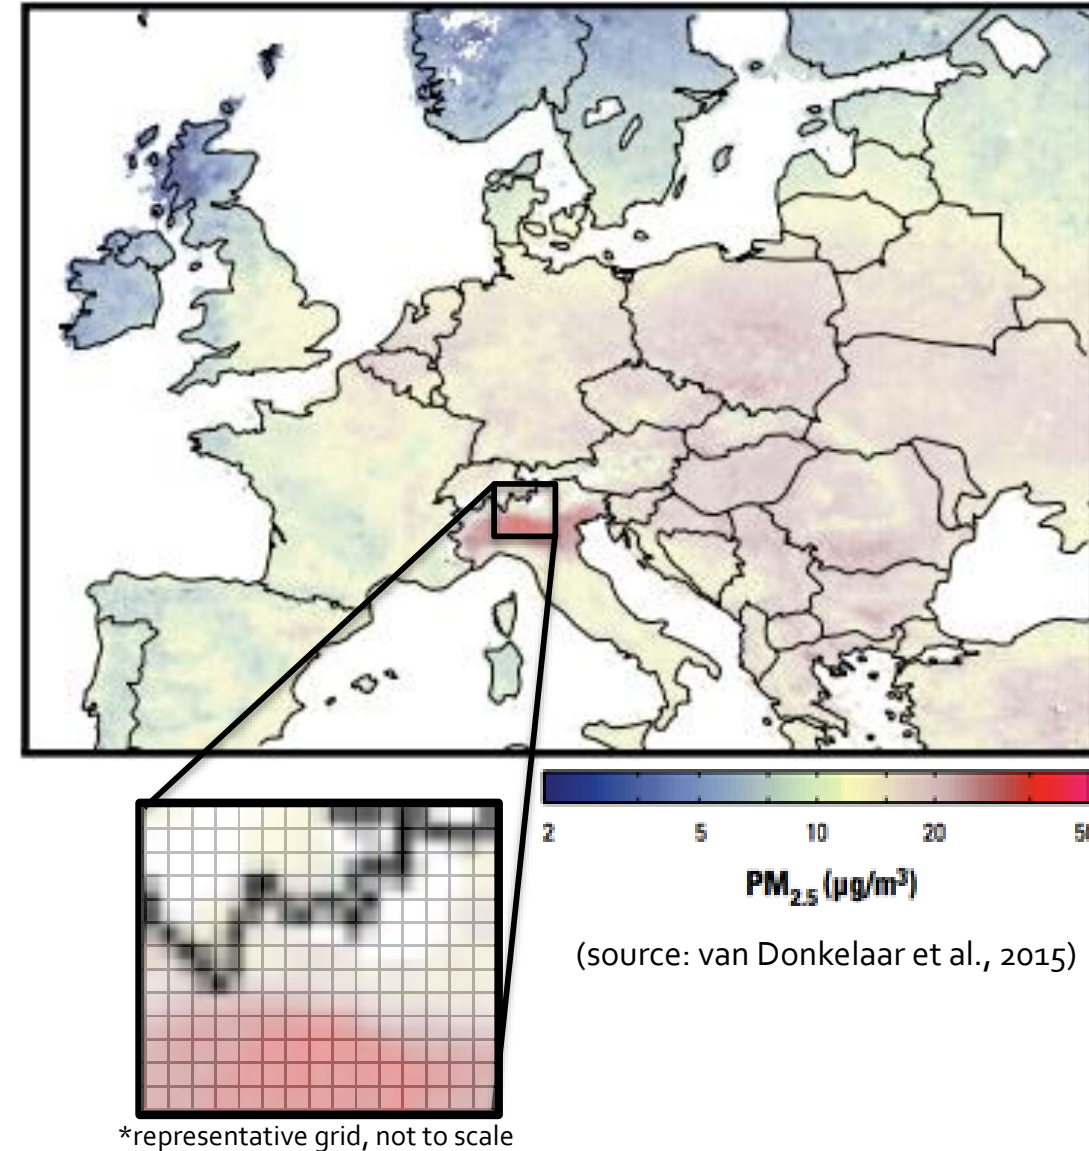 2 5 10 20 50
PM2.5 (µg/m³)
(source: van Donkelaar et al., 2015)
*representative grid, not to scale